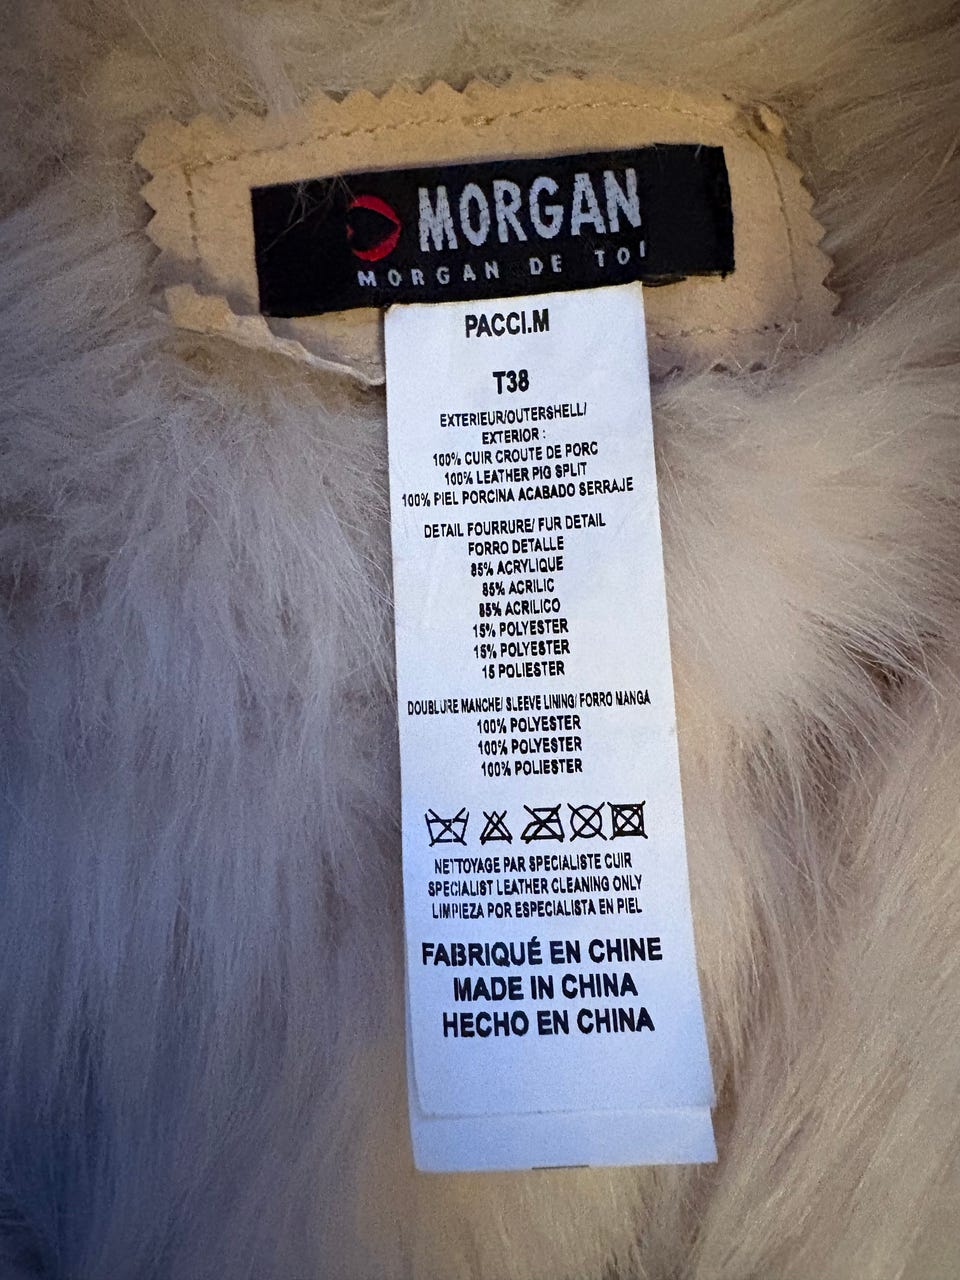 MORGAN
MORGAN DE TOI
PACCI.M
T38
EXTERIEUR/OUTERSHELL/
EXTERIOR :
100% CUIR CROUTE DE PORC
100% LEATHER PIG SPLIT
100% PIEL PORCINA ACABADO SERRAJE
DETAIL FOURRURE/ FUR DETAIL
FORRO DETALLE
85% ACRYLIQUE
85% ACRILIC
85% ACRILICO
15% POLYESTER
15% POLYESTER
15 POLIESTER
DOUBLURE MANCHE/ SLEEVE LINING/ FORRO MANGA
100% POLYESTER
100% POLYESTER
100% POLIESTER
NETTOYAGE PAR SPECIALISTE CUIR
SPECIALIST LEATHER CLEANING ONLY
LIMPIEZA POR ESPECIALISTA EN PIEL
FABRIQUÉ EN CHINE
MADE IN CHINA
HECHO EN CHINA